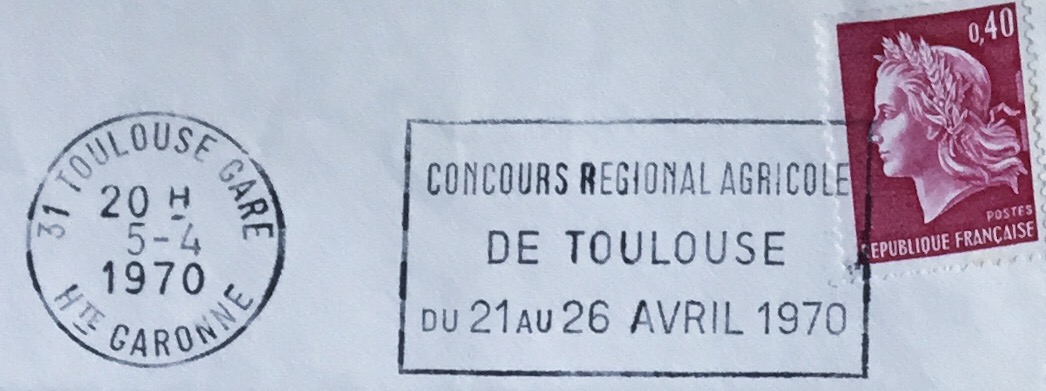 31 TOULOUSE GARE
20 H
5-4
1970
HTE GARONNE
CONCOURS REGIONAL AGRICOLE
DE TOULOUSE
DU 21 AU 26 AVRIL 1970
0,40
POSTES
REPUBLIQUE FRANÇAISE